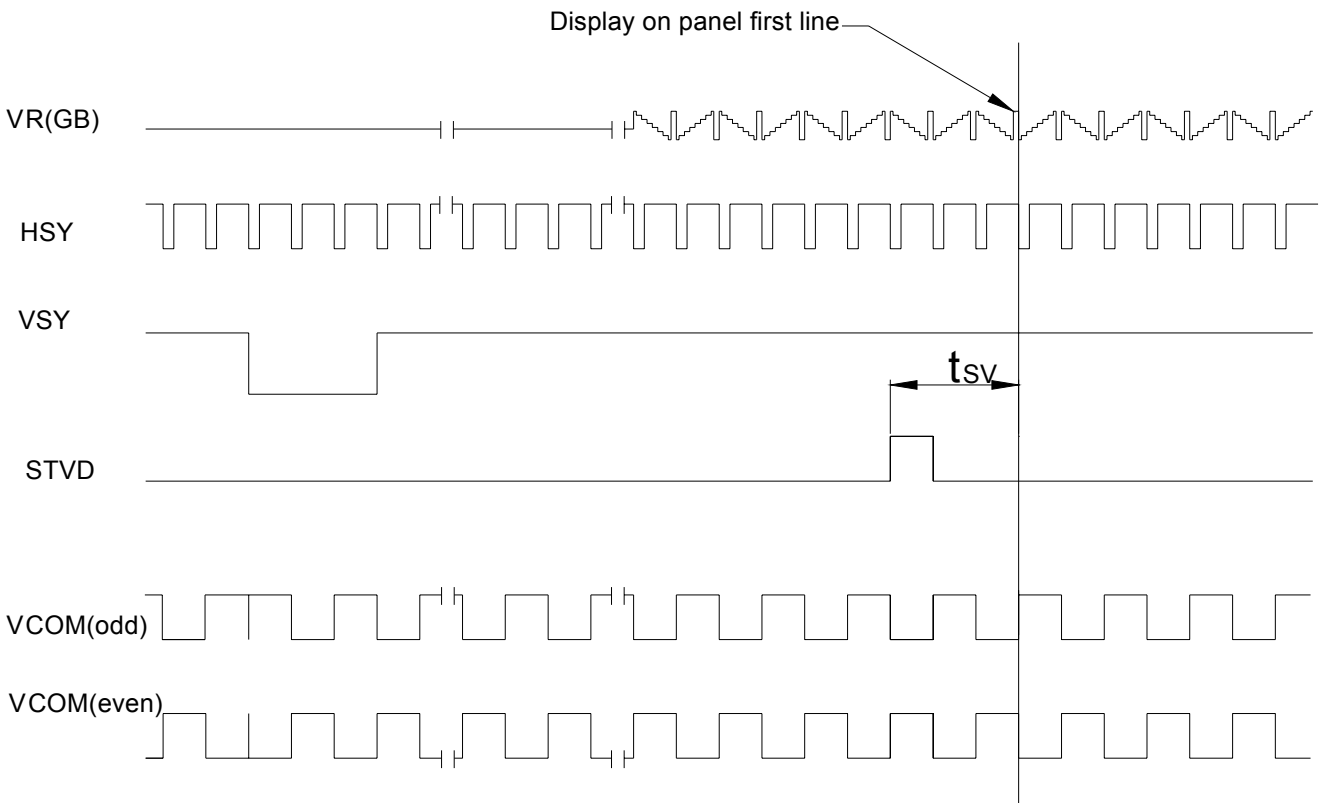 Display on panel first line
VR(GB)
HSY
VSY
tsv
STVD
VCOM(odd)
VCOM(even)